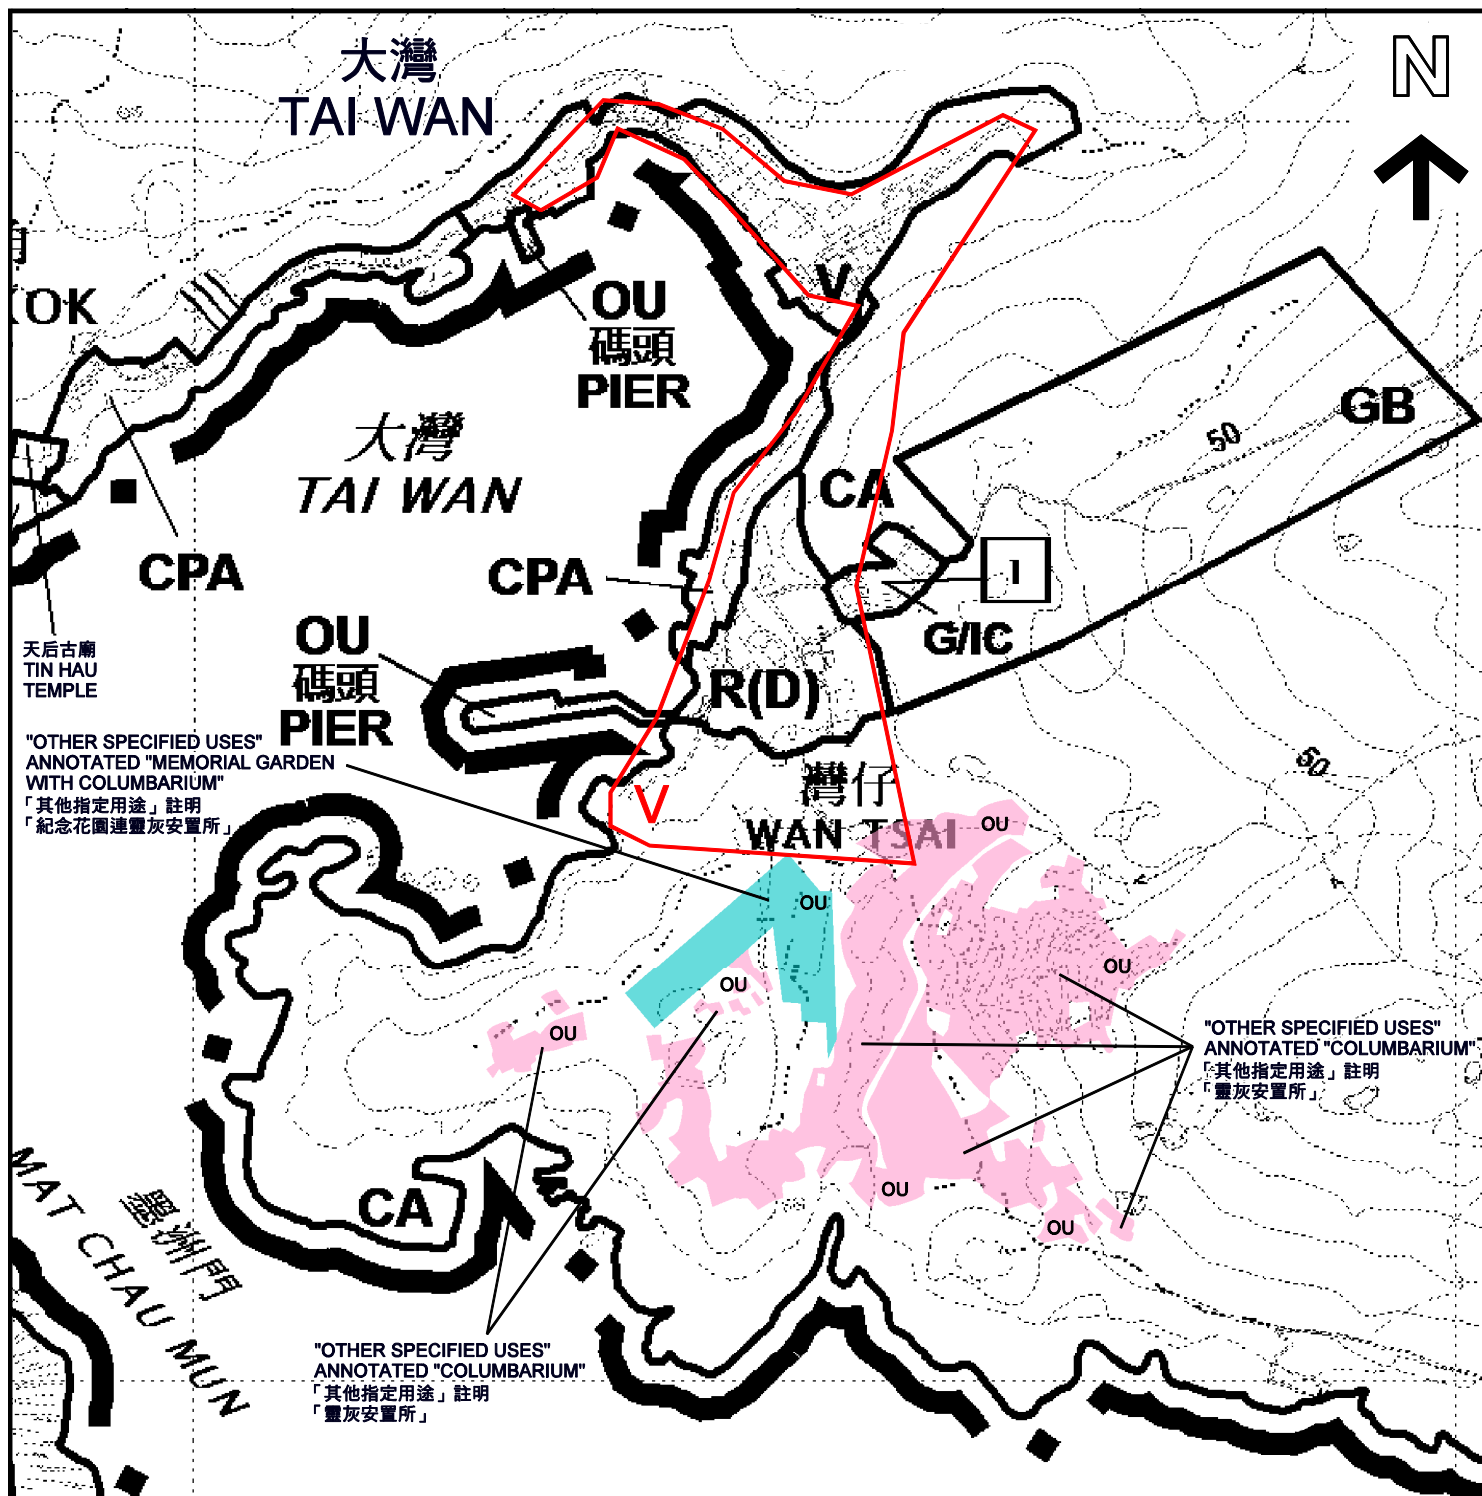 大灣
TAI WAN
N
KOK
V
OU
碼頭
PIER
GB
50
大灣
TAI WAN
CA
CPA
CPA
1
OU
碼頭
PIER
G/IC
天后古廟
TIN HAU
TEMPLE
R(D)
"OTHER SPECIFIED USES"
ANNOTATED "MEMORIAL GARDEN
WITH COLUMBARIUM"
「其他指定用途」註明
「紀念花園連靈灰安置所」
50
V
灣仔
WAN TSAI
OU
OU
OU
OU
OU
"OTHER SPECIFIED USES"
ANNOTATED "COLUMBARIUM"
「其他指定用途」註明
「靈灰安置所」
CA
OU
OU
墨洲門
MAT CHAU MUN
"OTHER SPECIFIED USES"
ANNOTATED "COLUMBARIUM"
「其他指定用途」註明
「靈灰安置所」